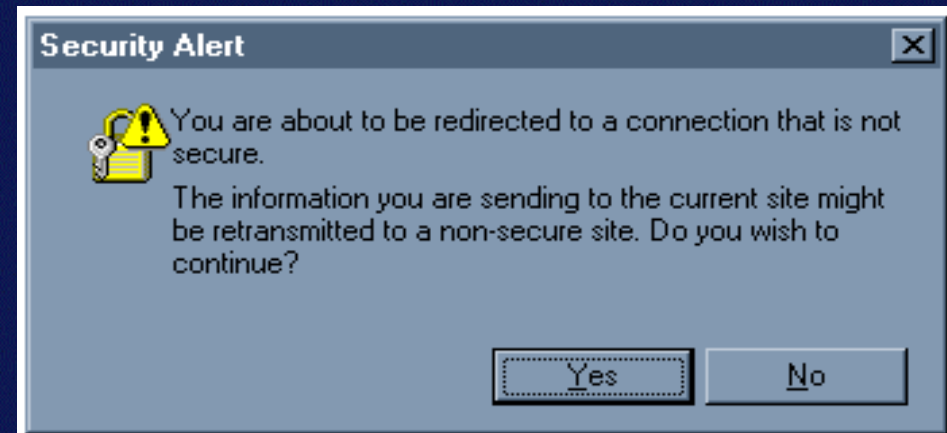 Security Alert
You are about to be redirected to a connection that is not
secure.
The information you are sending to the current site might
be retransmitted to a non-secure site. Do you wish to
continue?
Yes No